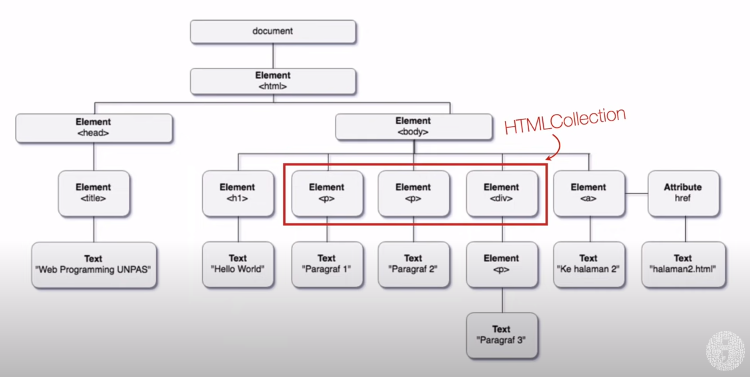 document
Element
<html>
Element
<head>
Element
<body>
HTMLCollection
Element
<title>
Element
<h1>
Element
<p>
Element
<p>
Element
<div>
Element
<a>
Attribute
href
Text
"Web Programming UNPAS"
Text
"Hello World"
Text
"Paragraf 1"
Text
"Paragraf 2"
Element
<p>
Text
"Ke halaman 2"
Text
"halaman2.html"
Text
"Paragraf 3"